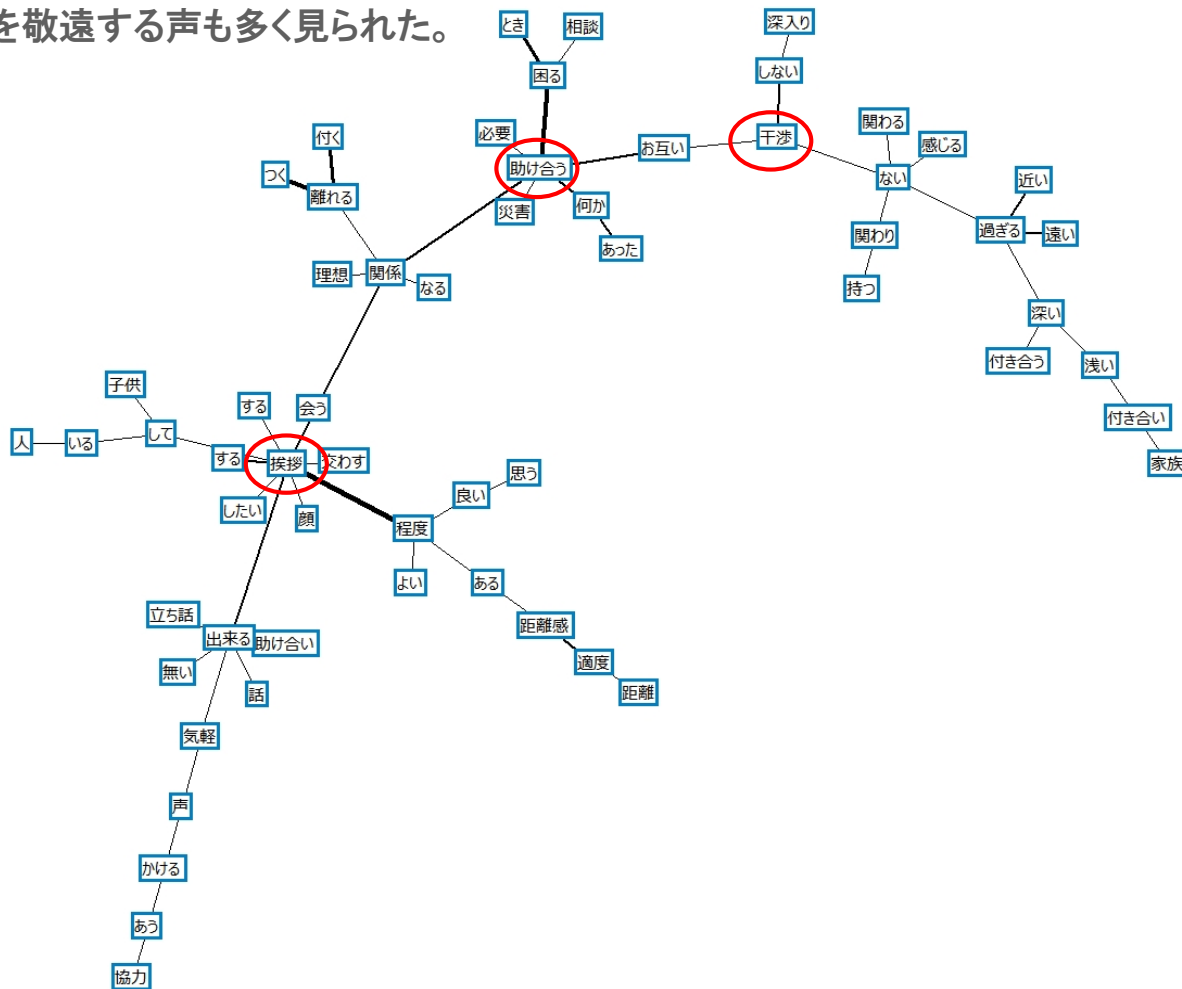 を敬遠する声も多く見られた。
とき
相談
深入り
困る
しない
付く
必要
お互い
干渉
関わる
感じる
つく
離れる
助け合う
ない
近い
災害
何か
あった
関わり
過ぎる
遠い
理想
関係
なる
持つ
深い
付き合う
浅い
子供
する
会う
付き合い
人
いる
して
する
挨拶
交わす
家族
したい
顔
程度
良い
思う
よい
ある
立ち話
出来る
助け合い
距離感
無い
話
適度
距離
気軽
声
かける
あう
協力